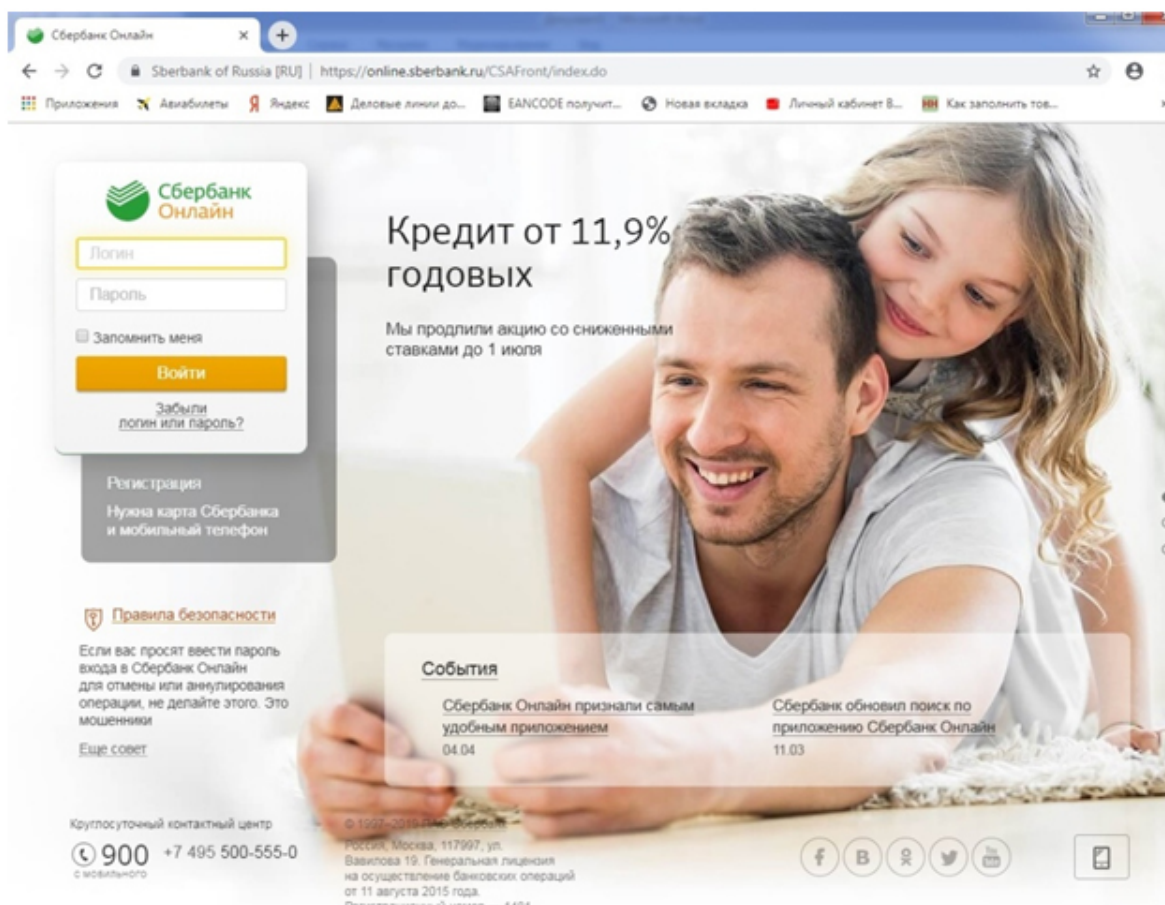 Сбербанк Онлайн
Sberbank of Russia [RU] | https://online.sberbank.ru/CSAFront/index.do
Приложения Авиабилеты Яндекс Деловые линии до... EANCODE получит... Новая вкладка Личный кабинет В... Как заполнить тов...
Сбербанк
Онлайн
Логин
Пароль
Запомнить меня
Войти
Забыли
логин или пароль?
Регистрация
Нужна карта Сбербанка
и мобильный телефон
Кредит от 11,9%
годовых
Мы продлили акцию со сниженными
ставками до 1 июля
Правила безопасности
Если вас просят ввести пароль
входа в Сбербанк Онлайн
для отмены или аннулирования
операции, не делайте этого. Это
мошенники
Еще совет
События
Сбербанк Онлайн признали самым
удобным приложением
04.04
Сбербанк обновил поиск по
приложению Сбербанк Онлайн
11.03
Круглосуточный контактный центр
900 +7 495 500-555-0
с мобильного
© 1997–2019 ПАО Сбербанк
Россия, Москва, 117997, ул.
Вавилова 19. Генеральная лицензия
на осуществление банковских операций
от 11 августа 2015 года.